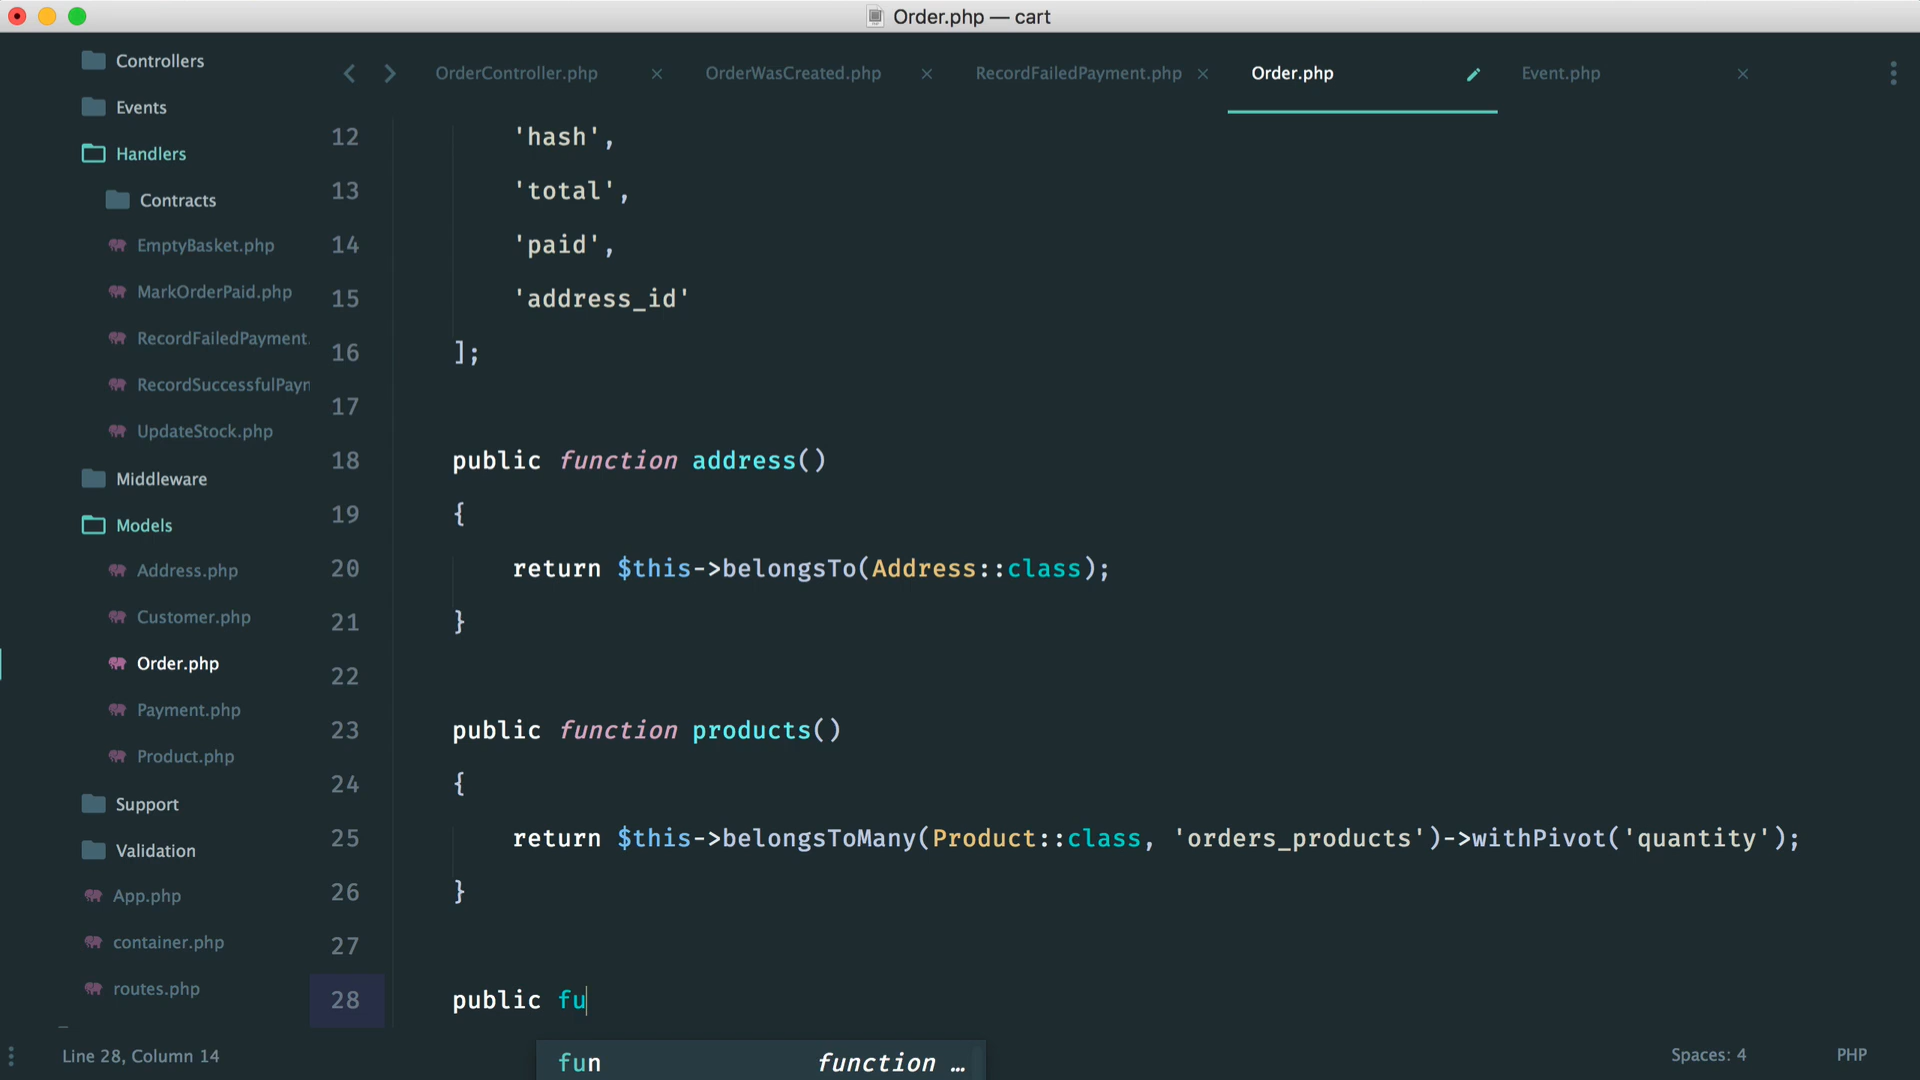 Order.php — cart
Controllers
Events
Handlers
Contracts
EmptyBasket.php
MarkOrderPaid.php
RecordFailedPayment.
RecordSuccessfulPayn
UpdateStock.php
Middleware
Models
Address.php
Customer.php
Order.php
Payment.php
Product.php
Support
Validation
App.php
container.php
routes.php
OrderController.php × OrderWasCreated.php × RecordFailedPayment.php × Order.php Event.php ×
12 'hash',
13 'total',
14 'paid',
15 'address_id'
16 ];
17
18 public function address()
19 {
20 return $this->belongsTo(Address::class);
21 }
22
23 public function products()
24 {
25 return $this->belongsToMany(Product::class, 'orders_products')->withPivot('quantity');
26 }
27
28 public fu
fun function …
Line 28, Column 14 Spaces: 4 PHP